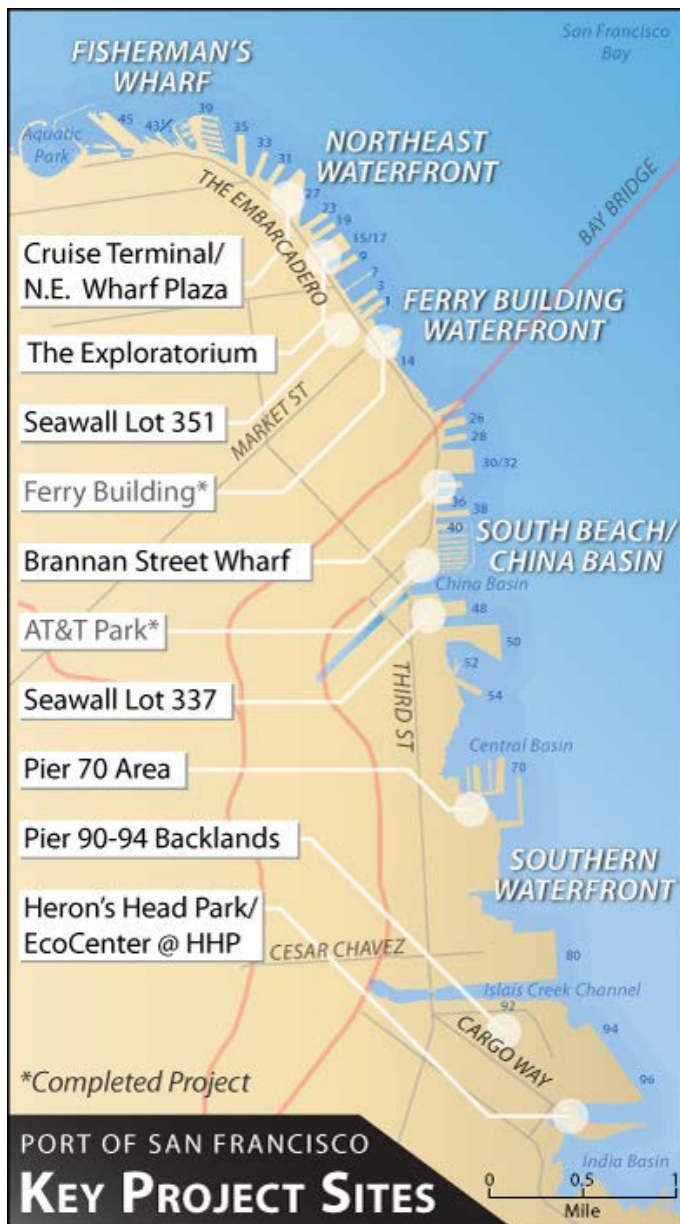 San Francisco
Bay
FISHERMAN'S
WHARF
39
45
43½
35
33
31
Aquatic
Park
NORTHEAST
WATERFRONT
BAY BRIDGE
THE EMBARCADERO
27
23
19
15/17
9
7
3
1
Cruise Terminal/
N.E. Wharf Plaza
FERRY BUILDING
WATERFRONT
The Exploratorium
14
MARKET ST
Seawall Lot 351
26
28
30/32
Ferry Building*
36
38
40
SOUTH BEACH/
CHINA BASIN
Brannan Street Wharf
China Basin
AT&T Park*
48
50
52
54
THIRD ST
Seawall Lot 337
Central Basin
70
Pier 70 Area
Pier 90-94 Backlands
SOUTHERN
WATERFRONT
Heron's Head Park/
EcoCenter @ HHP
CESAR CHAVEZ
80
Islais Creek Channel
92
94
CARGO WAY
96
*Completed Project
PORT OF SAN FRANCISCO
KEY PROJECT SITES
India Basin
0 0.5 1
Mile